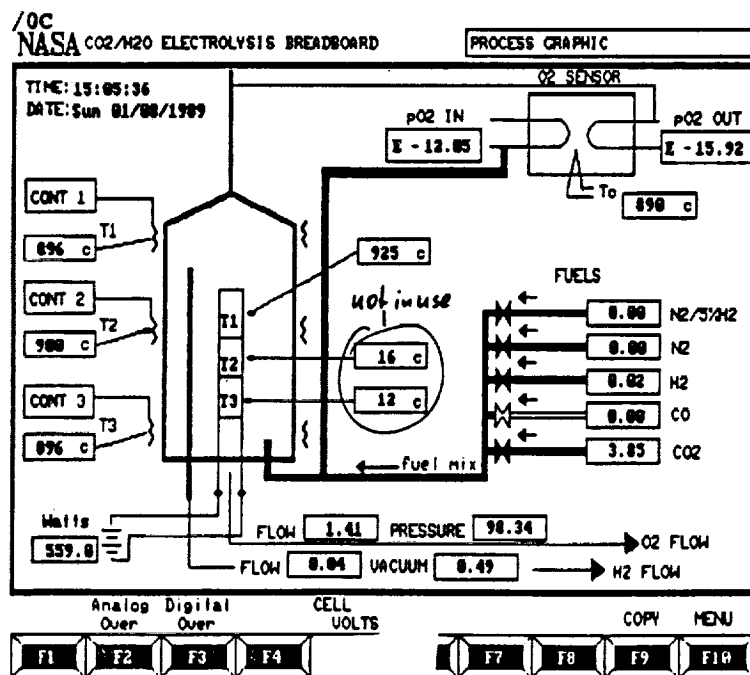 /OC
NASA CO2/H2O ELECTROLYSIS BREADBOARD
PROCESS GRAPHIC
TIME: 15:05:36
DATE: Sun 01/08/1989
O2 SENSOR
pO2 IN
E -12.05
pO2 OUT
E -15.92
Tc
890 c
CONT 1
T1
896 c
CONT 2
T2
900 c
CONT 3
T3
896 c
925 c
not in use
T1
T2
T3
16 c
12 c
FUELS
0.00 N2/5%H2
0.00 N2
0.02 H2
0.00 CO
3.85 CO2
fuel mix
Watts
559.0
FLOW 1.41 PRESSURE 98.34
O2 FLOW
FLOW 0.04 VACUUM 0.49
H2 FLOW
Analog Over
Digital Over
CELL VOLTS
COPY
MENU
F1 F2 F3 F4 F7 F8 F9 F10